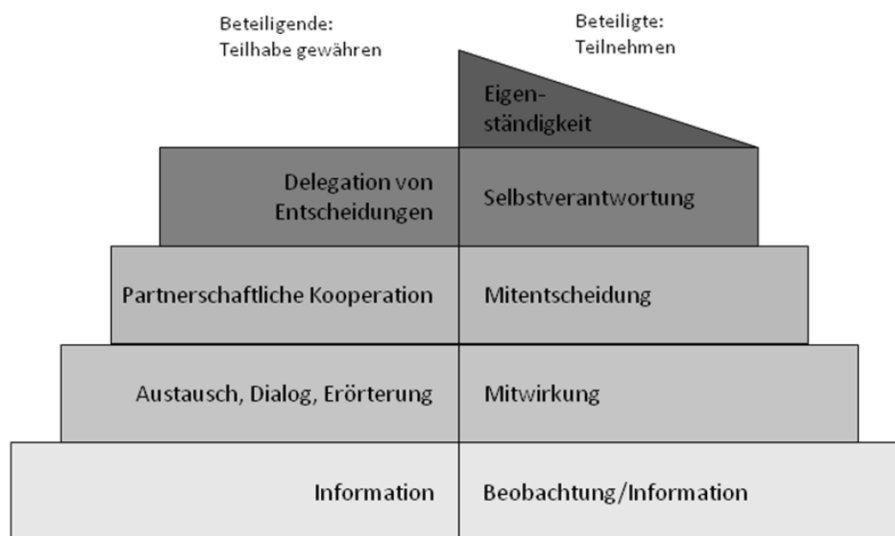 Beteiligende:
Teilhabe gewähren
Beteiligte:
Teilnehmen
Eigen-
ständigkeit
Delegation von
Entscheidungen
Selbstverantwortung
Partnerschaftliche Kooperation
Mitentscheidung
Austausch, Dialog, Erörterung
Mitwirkung
Information
Beobachtung/Information